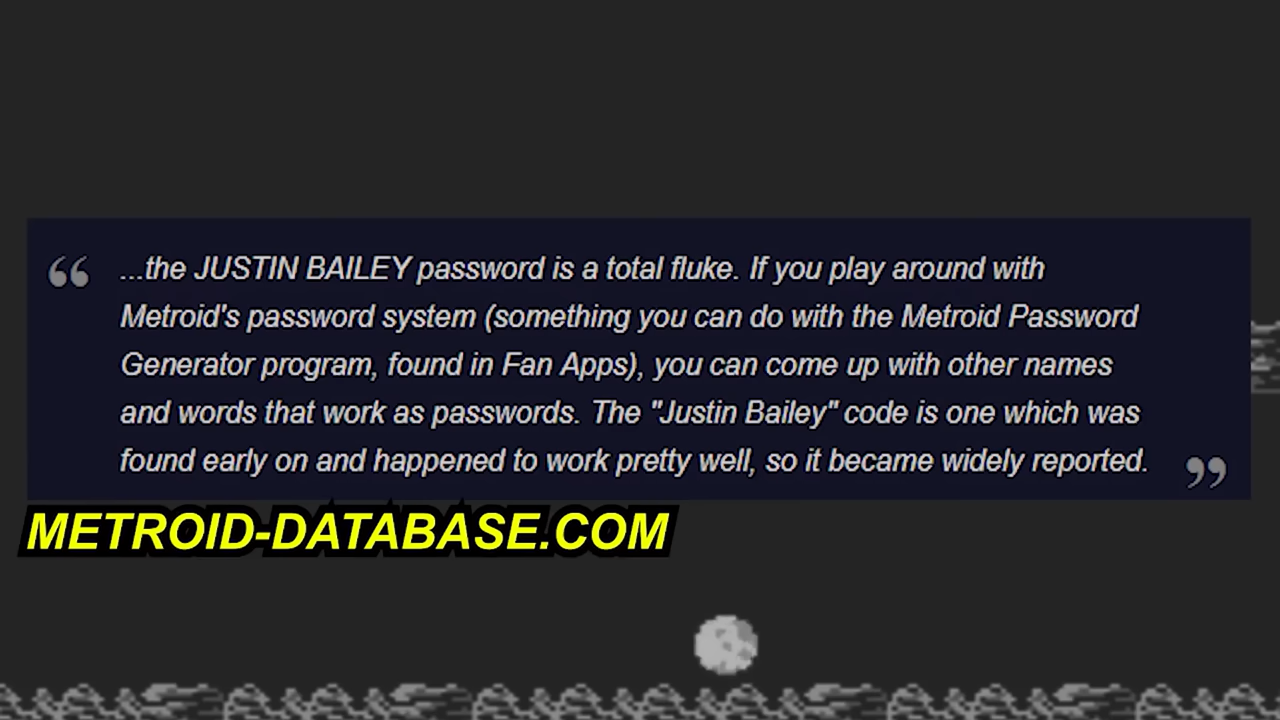 “ ...the JUSTIN BAILEY password is a total fluke. If you play around with
Metroid's password system (something you can do with the Metroid Password
Generator program, found in Fan Apps), you can come up with other names
and words that work as passwords. The "Justin Bailey" code is one which was
found early on and happened to work pretty well, so it became widely reported. ”
METROID-DATABASE.COM